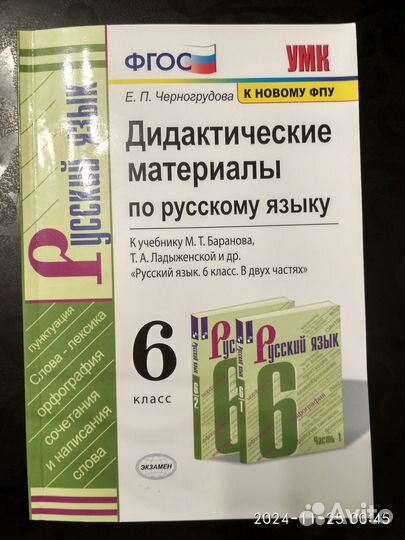 ФГОС
УМК
Е. П. Черногрудова
К НОВОМУ ФПУ
Русский язык
Дидактические
материалы
по русскому языку
К учебнику М. Т. Баранова,
Т. А. Ладыженской и др.
«Русский язык. 6 класс. В двух частях»
6
класс
пунктуация
Слова - лексика
орфография
сочетания
и написания
слова
Русский язык
6
Часть 1
6
ЭКЗАМЕН
2024-11-25 00:45
Avito